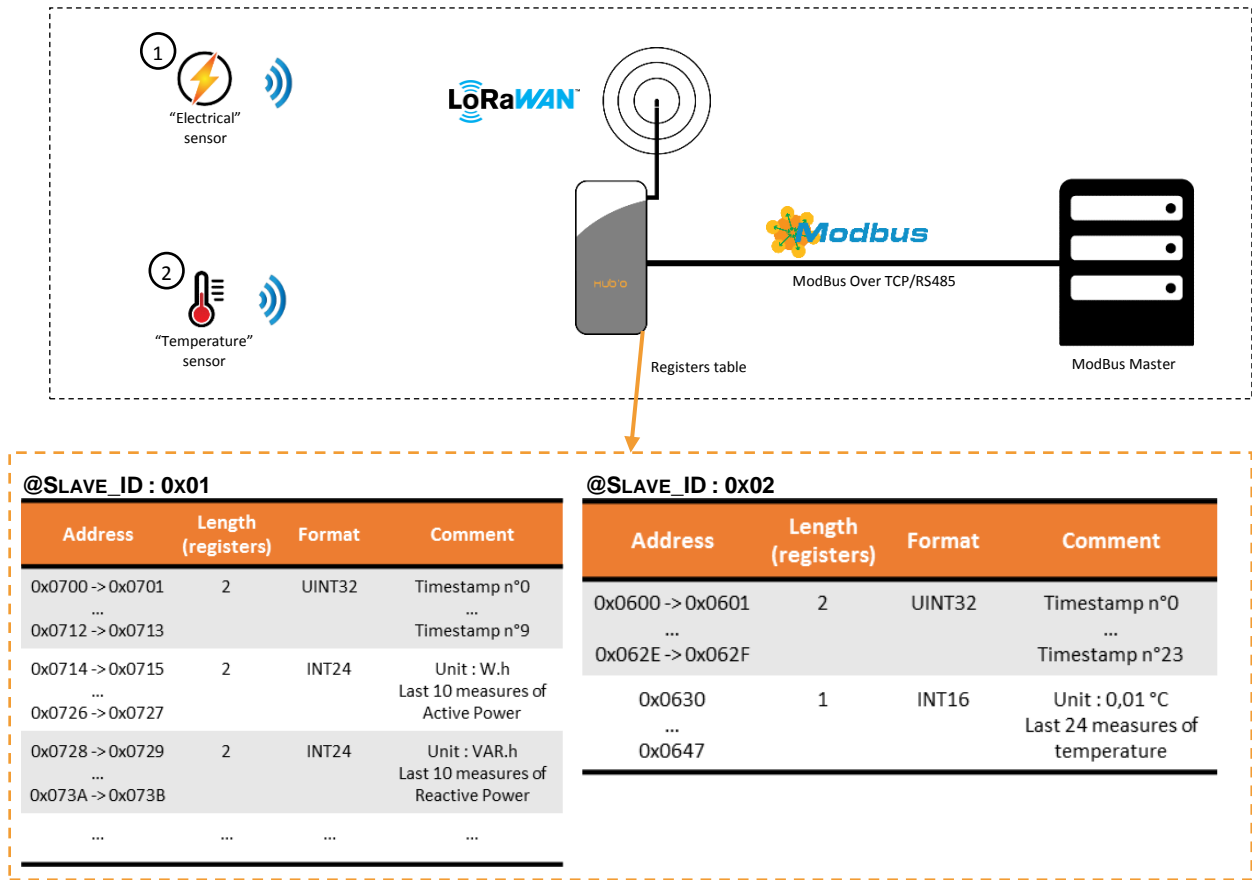 1
“Electrical”
sensor
LoRaWAN™
2
“Temperature”
sensor
HUB'O
Modbus
ModBus Over TCP/RS485
Registers table
ModBus Master
@SLAVE_ID : 0X01
Address Length (registers) Format Comment
0x0700 -> 0x0701 2 UINT32 Timestamp n°0
... ...
0x0712 -> 0x0713 Timestamp n°9
0x0714 -> 0x0715 2 INT24 Unit : W.h
... Last 10 measures of
0x0726 -> 0x0727 Active Power
0x0728 -> 0x0729 2 INT24 Unit : VAR.h
... Last 10 measures of
0x073A -> 0x073B Reactive Power
... ... ... ...
@SLAVE_ID : 0X02
Address Length (registers) Format Comment
0x0600 -> 0x0601 2 UINT32 Timestamp n°0
... ...
0x062E -> 0x062F Timestamp n°23
0x0630 1 INT16 Unit : 0,01 °C
... Last 24 measures of
0x0647 temperature